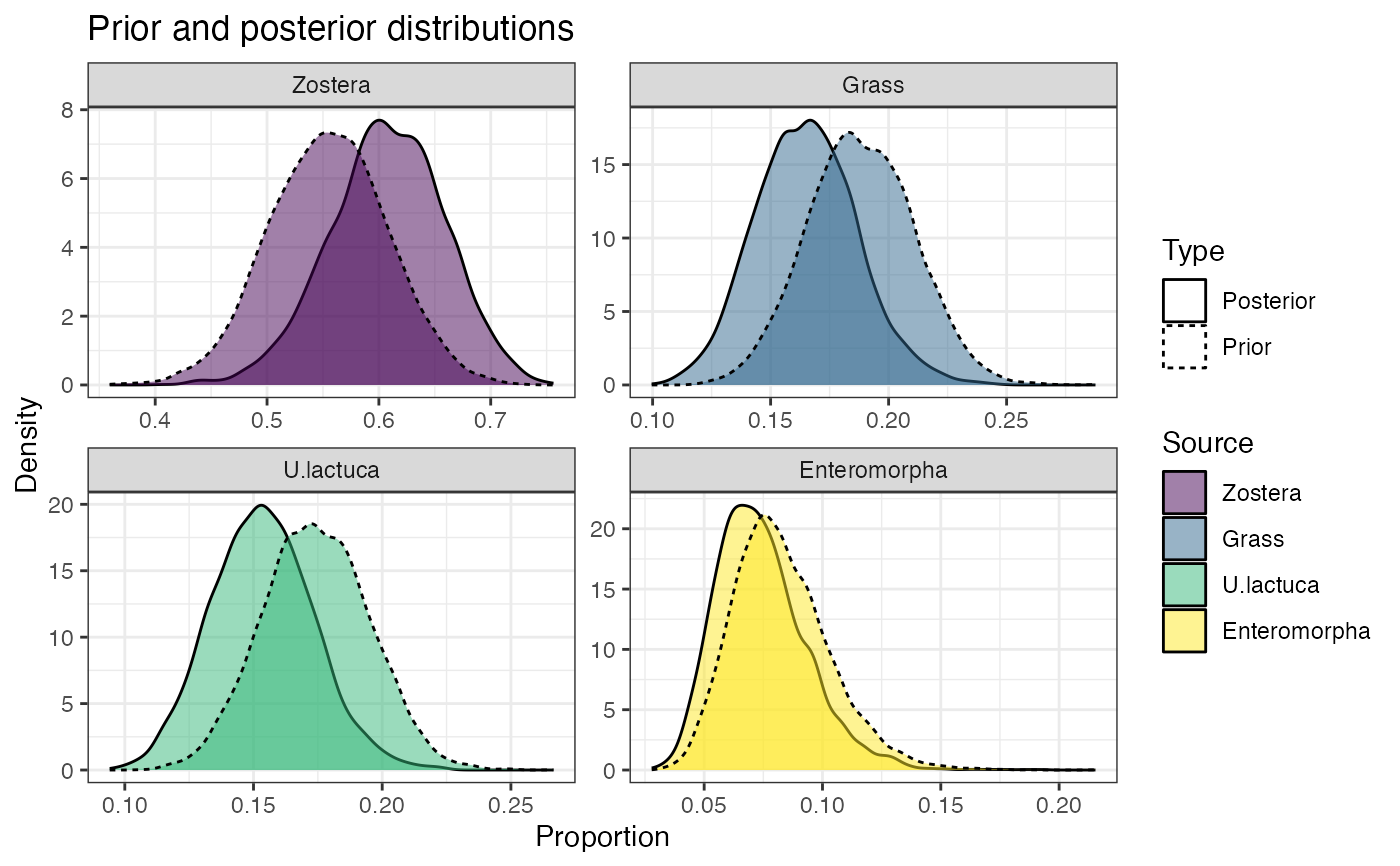 Prior and posterior distributions
Zostera
Grass
8
6
4
2
0
0.4 0.5 0.6 0.7
15
10
5
0
0.10 0.15 0.20 0.25
U.lactuca
Enteromorpha
20
15
10
5
0
0.10 0.15 0.20 0.25
20
15
10
5
0
0.05 0.10 0.15 0.20
Density
Proportion
Type
Posterior
Prior
Source
Zostera
Grass
U.lactuca
Enteromorpha